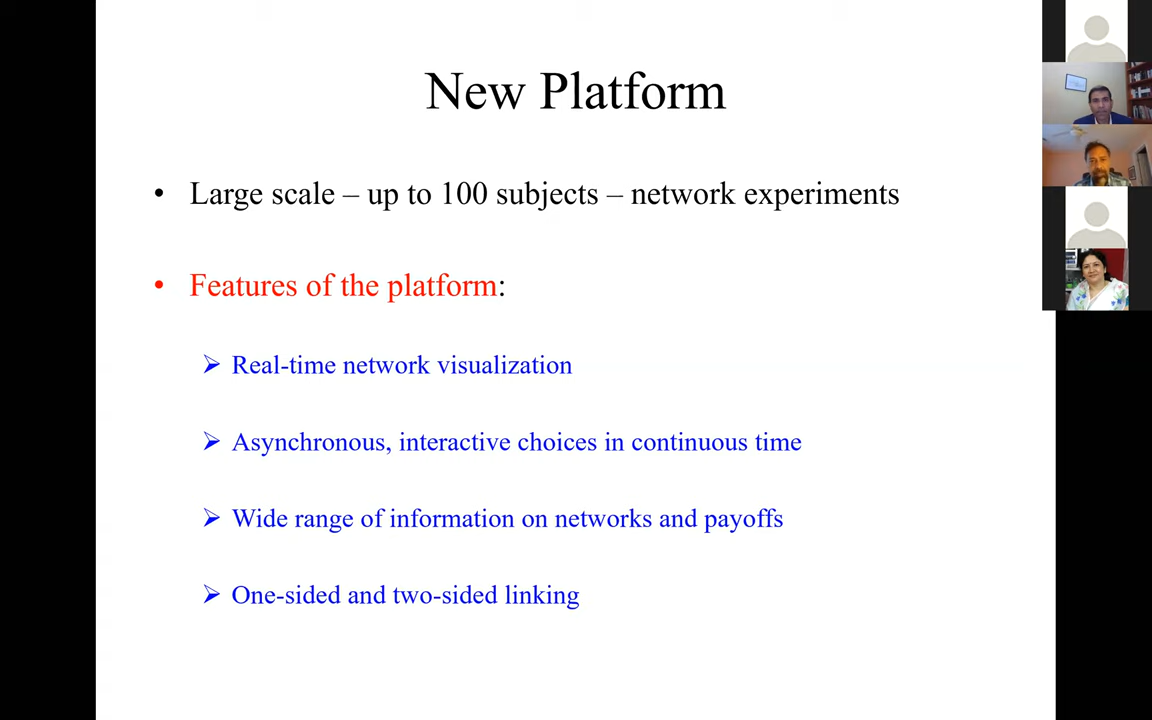 New Platform
• Large scale – up to 100 subjects – network experiments
• Features of the platform:
➢ Real-time network visualization
➢ Asynchronous, interactive choices in continuous time
➢ Wide range of information on networks and payoffs
➢ One-sided and two-sided linking